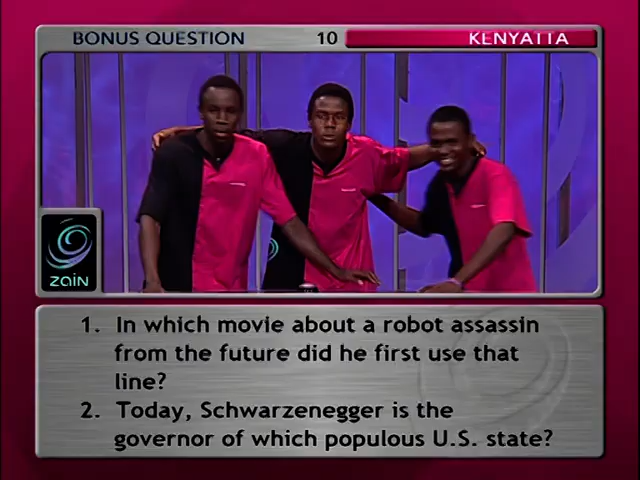 BONUS QUESTION 10 KENYATTA
zain
1. In which movie about a robot assassin
from the future did he first use that
line?
2. Today, Schwarzenegger is the
governor of which populous U.S. state?